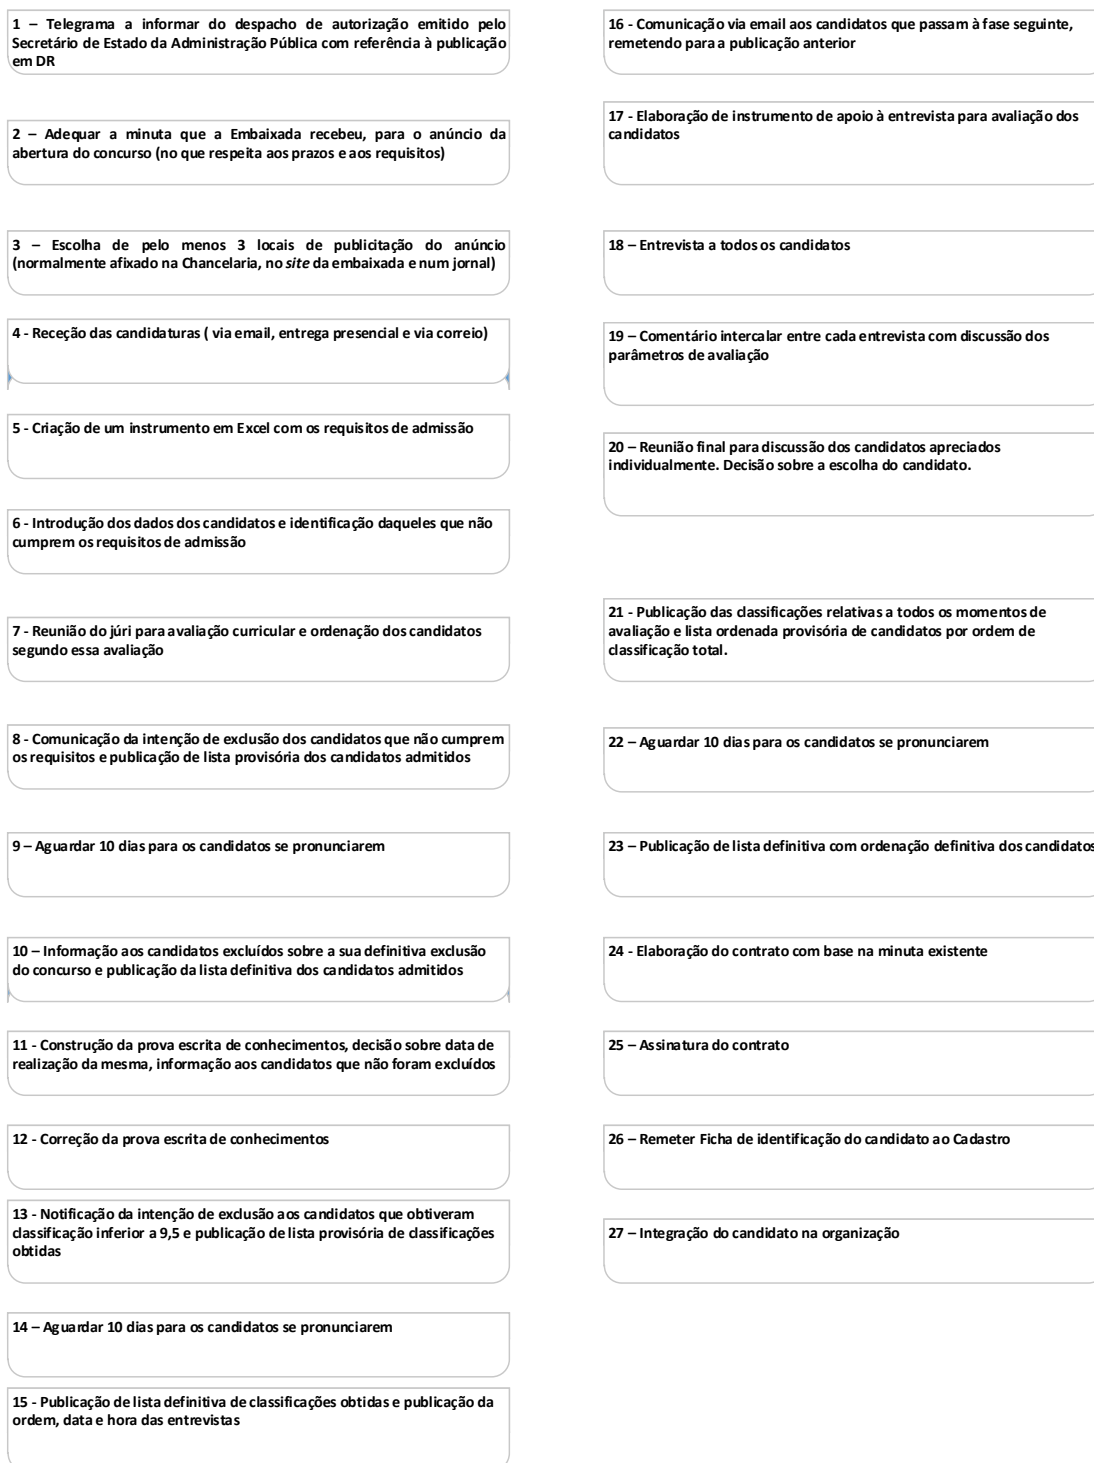 1 – Telegrama a informar do despacho de autorização emitido pelo
Secretário de Estado da Administração Pública com referência à publicação
em DR
2 – Adequar a minuta que a Embaixada recebeu, para o anúncio da
abertura do concurso (no que respeita aos prazos e aos requisitos)
3 – Escolha de pelo menos 3 locais de publicitação do anúncio
(normalmente afixado na Chancelaria, no site da embaixada e num jornal)
4 - Receção das candidaturas ( via email, entrega presencial e via correio)
5 - Criação de um instrumento em Excel com os requisitos de admissão
6 - Introdução dos dados dos candidatos e identificação daqueles que não
cumprem os requisitos de admissão
7 - Reunião do júri para avaliação curricular e ordenação dos candidatos
segundo essa avaliação
8 - Comunicação da intenção de exclusão dos candidatos que não cumprem
os requisitos e publicação de lista provisória dos candidatos admitidos
9 – Aguardar 10 dias para os candidatos se pronunciarem
10 – Informação aos candidatos excluídos sobre a sua definitiva exclusão
do concurso e publicação da lista definitiva dos candidatos admitidos
11 - Construção da prova escrita de conhecimentos, decisão sobre data de
realização da mesma, informação aos candidatos que não foram excluídos
12 - Correção da prova escrita de conhecimentos
13 - Notificação da intenção de exclusão aos candidatos que obtiveram
classificação inferior a 9,5 e publicação de lista provisória de classificações
obtidas
14 – Aguardar 10 dias para os candidatos se pronunciarem
15 - Publicação de lista definitiva de classificações obtidas e publicação da
ordem, data e hora das entrevistas
16 - Comunicação via email aos candidatos que passam à fase seguinte,
remetendo para a publicação anterior
17 - Elaboração de instrumento de apoio à entrevista para avaliação dos
candidatos
18 – Entrevista a todos os candidatos
19 – Comentário intercalar entre cada entrevista com discussão dos
parâmetros de avaliação
20 – Reunião final para discussão dos candidatos apreciados
individualmente. Decisão sobre a escolha do candidato.
21 - Publicação das classificações relativas a todos os momentos de
avaliação e lista ordenada provisória de candidatos por ordem de
classificação total.
22 – Aguardar 10 dias para os candidatos se pronunciarem
23 – Publicação de lista definitiva com ordenação definitiva dos candidatos
24 - Elaboração do contrato com base na minuta existente
25 – Assinatura do contrato
26 – Remeter Ficha de identificação do candidato ao Cadastro
27 – Integração do candidato na organização